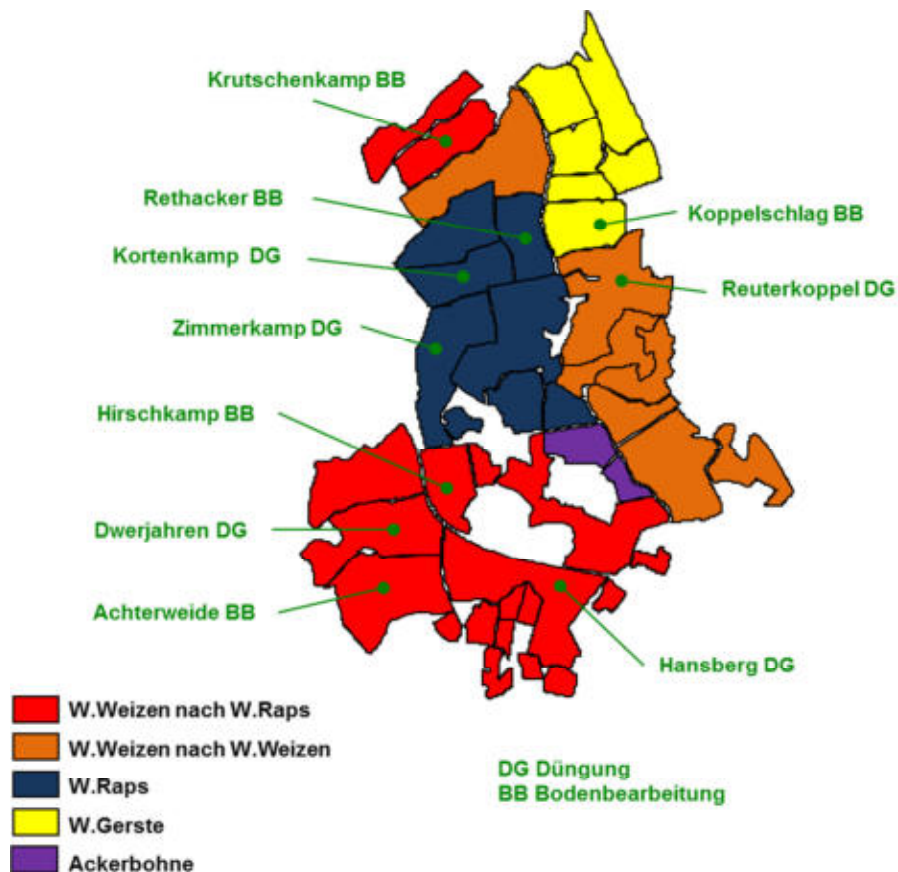 Krutschenkamp BB
Rethacker BB
Koppelschlag BB
Kortenkamp DG
Reuterkoppel DG
Zimmerkamp DG
Hirschkamp BB
Dwerjahren DG
Achterweide BB
Hansberg DG
W.Weizen nach W.Raps
W.Weizen nach W.Weizen
W.Raps
W.Gerste
Ackerbohne
DG Düngung
BB Bodenbearbeitung